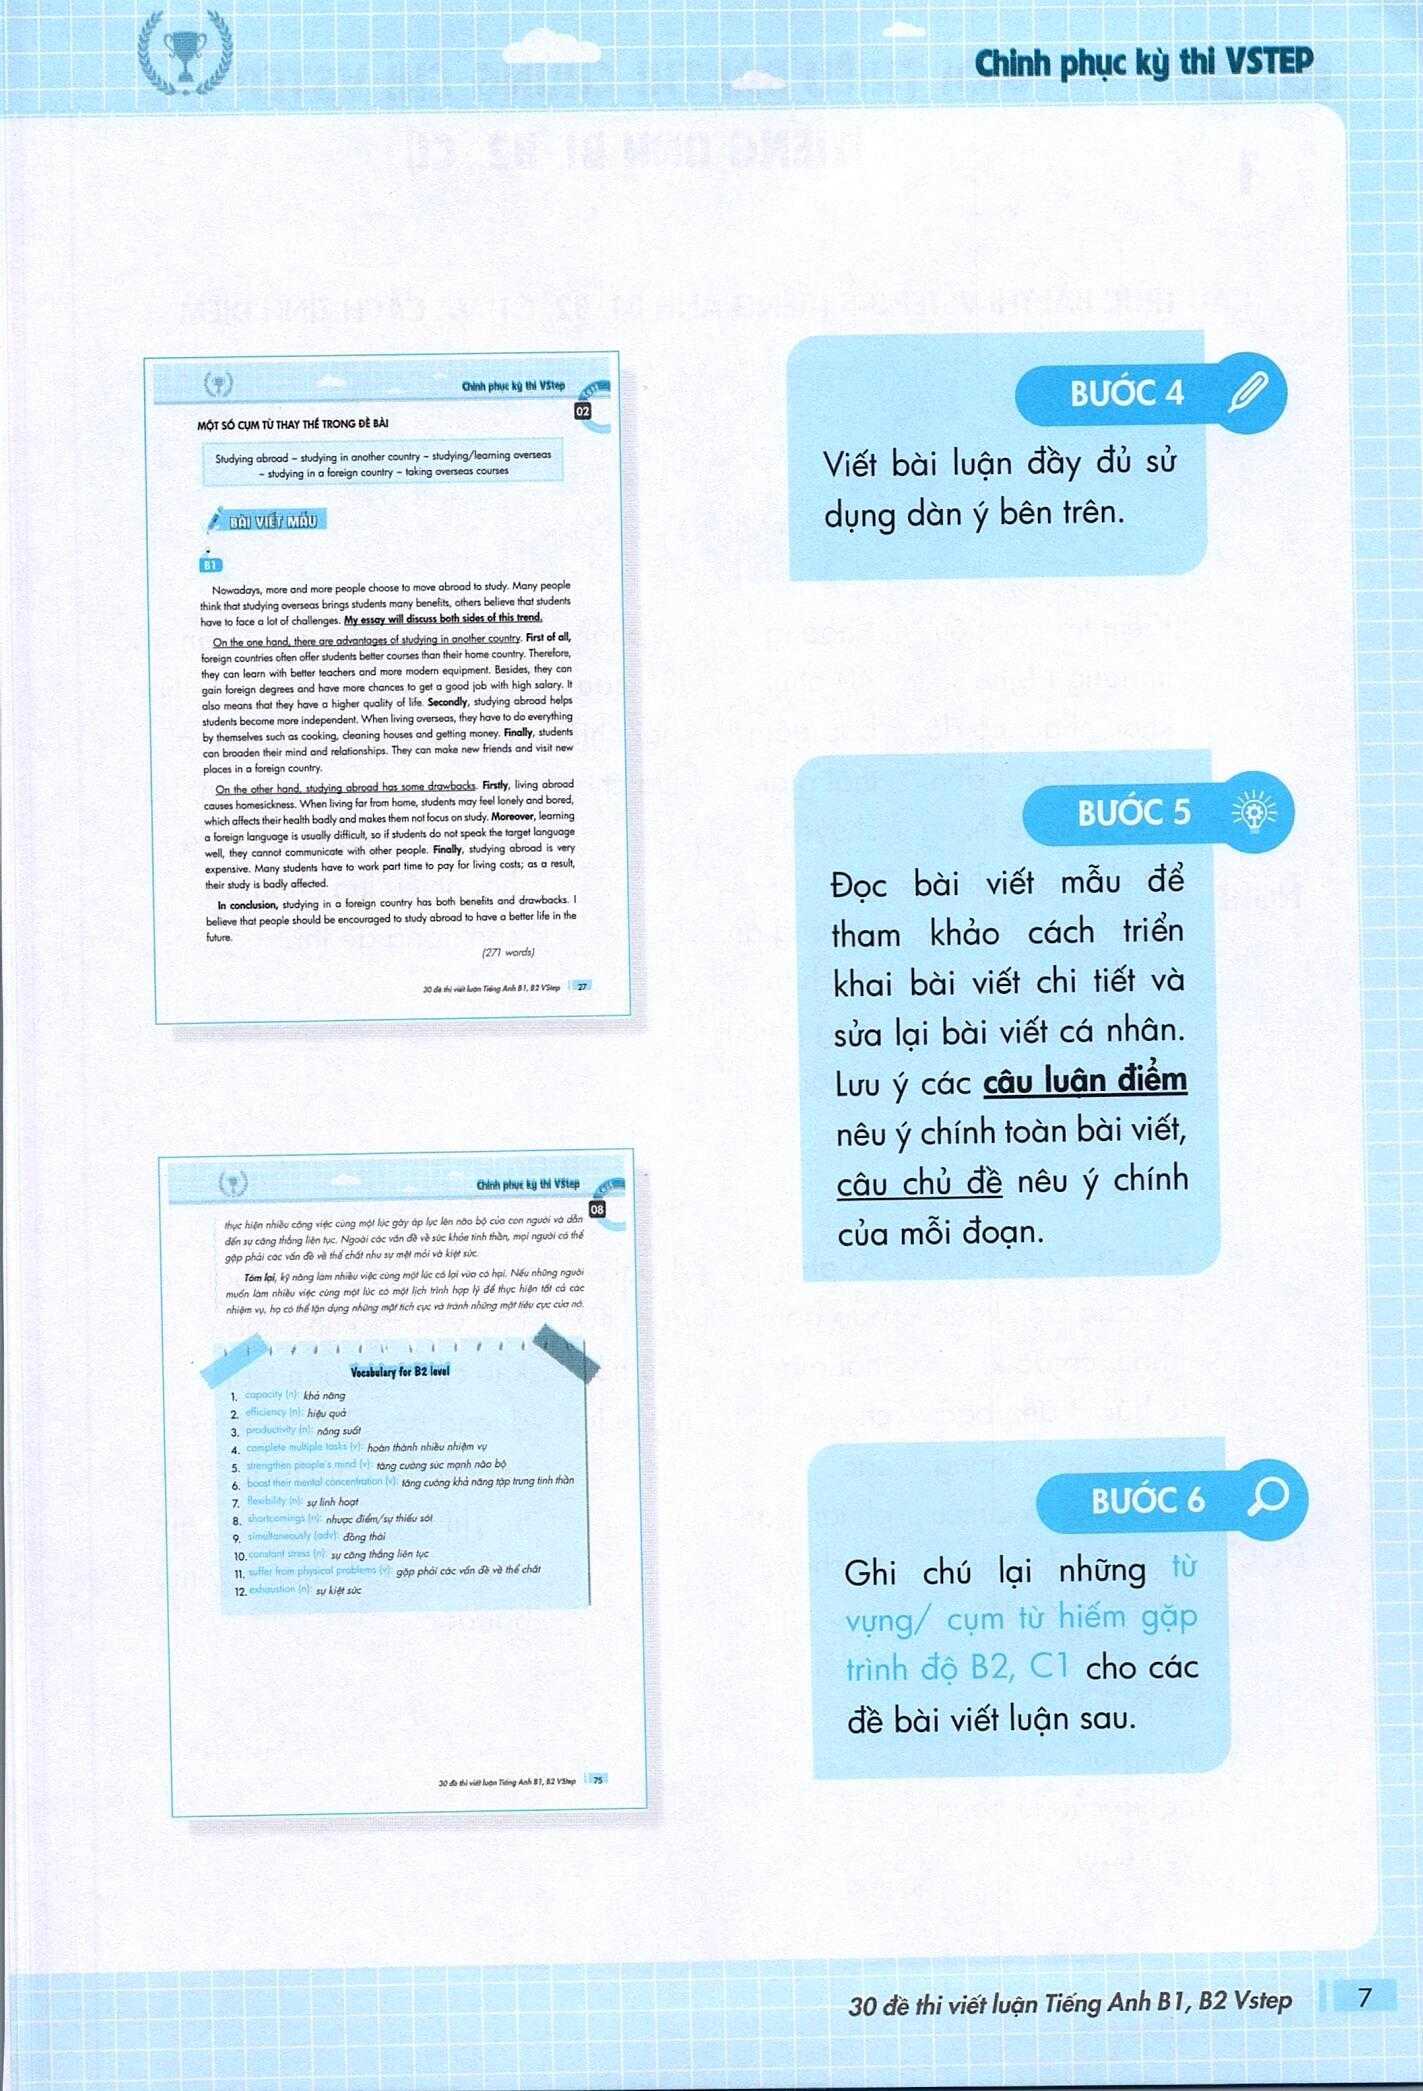 Chinh phục kỳ thi VSTEP
Chinh phục kỳ thi VStep
02
MỘT SỐ CỤM TỪ THAY THẾ TRONG ĐỀ BÀI
Studying abroad – studying in another country – studying/learning overseas
– studying in a foreign country – taking overseas courses
BÀI VIẾT MẪU
B1
Nowadays, more and more people choose to move abroad to study. Many people
think that studying overseas brings students many benefits, others believe that students
have to face a lot of challenges. My essay will discuss both sides of this trend.
On the one hand, there are advantages of studying in another country. First of all,
foreign countries often offer students better courses than their home country. Therefore,
they can learn with better teachers and more modern equipment. Besides, they can
gain foreign degrees and have more chances to get a good job with high salary. It
also means that they have a higher quality of life. Secondly, studying abroad helps
students become more independent. When living overseas, they have to do everything
by themselves such as cooking, cleaning houses and getting money. Finally, students
can broaden their mind and relationships. They can make new friends and visit new
places in a foreign country.
On the other hand, studying abroad has some drawbacks. Firstly, living abroad
causes homesickness. When living far from home, students may feel lonely and bored,
which affects their health badly and makes them not focus on study. Moreover, learning
a foreign language is usually difficult, so if students do not speak the target language
well, they cannot communicate with other people. Finally, studying abroad is very
expensive. Many students have to work part time to pay for living costs; as a result,
their study is badly affected.
In conclusion, studying in a foreign country has both benefits and drawbacks. I
believe that people should be encouraged to study abroad to have a better life in the
future.
(271 words)
30 đề thi viết luận Tiếng Anh B1, B2 VStep 27
BƯỚC 4
Viết bài luận đầy đủ sử
dụng dàn ý bên trên.
BƯỚC 5
Đọc bài viết mẫu để
tham khảo cách triển
khai bài viết chi tiết và
sửa lại bài viết cá nhân.
Lưu ý các câu luận điểm
nêu ý chính toàn bài viết,
câu chủ đề nêu ý chính
của mỗi đoạn.
Chinh phục kỳ thi VStep
08
thực hiện nhiều công việc cùng một lúc gây áp lực lên não bộ của con người và dẫn
đến sự căng thẳng liên tục. Ngoài các vấn đề về sức khỏe tinh thần, mọi người có thể
gặp phải các vấn đề về thể chất như sự mệt mỏi và kiệt sức.
Tóm lại, kỹ năng làm nhiều việc cùng một lúc có lợi vừa có hại. Nếu những người
muốn làm nhiều việc cùng một lúc có một lịch trình hợp lý để thực hiện tất cả các
nhiệm vụ, họ có thể tận dụng những mặt tích cực và tránh những mặt tiêu cực của nó.
Vocabulary for B2 level
1. capacity (n): khả năng
2. efficiency (n): hiệu quả
3. productivity (n): năng suất
4. complete multiple tasks (v): hoàn thành nhiều nhiệm vụ
5. strengthen people's mind (v): tăng cường sức mạnh não bộ
6. boost their mental concentration (v): tăng cường khả năng tập trung tinh thần
7. flexibility (n): sự linh hoạt
8. shortcomings (n): nhược điểm/sự thiếu sót
9. simultaneously (adv): đồng thời
10. constant stress (n): sự căng thẳng liên tục
11. suffer from physical problems (v): gặp phải các vấn đề về thể chất
12. exhaustion (n): sự kiệt sức
30 đề thi viết luận Tiếng Anh B1, B2 VStep 75
BƯỚC 6
Ghi chú lại những từ
vựng/ cụm từ hiếm gặp
trình độ B2, C1 cho các
đề bài viết luận sau.
30 đề thi viết luận Tiếng Anh B1, B2 Vstep 7